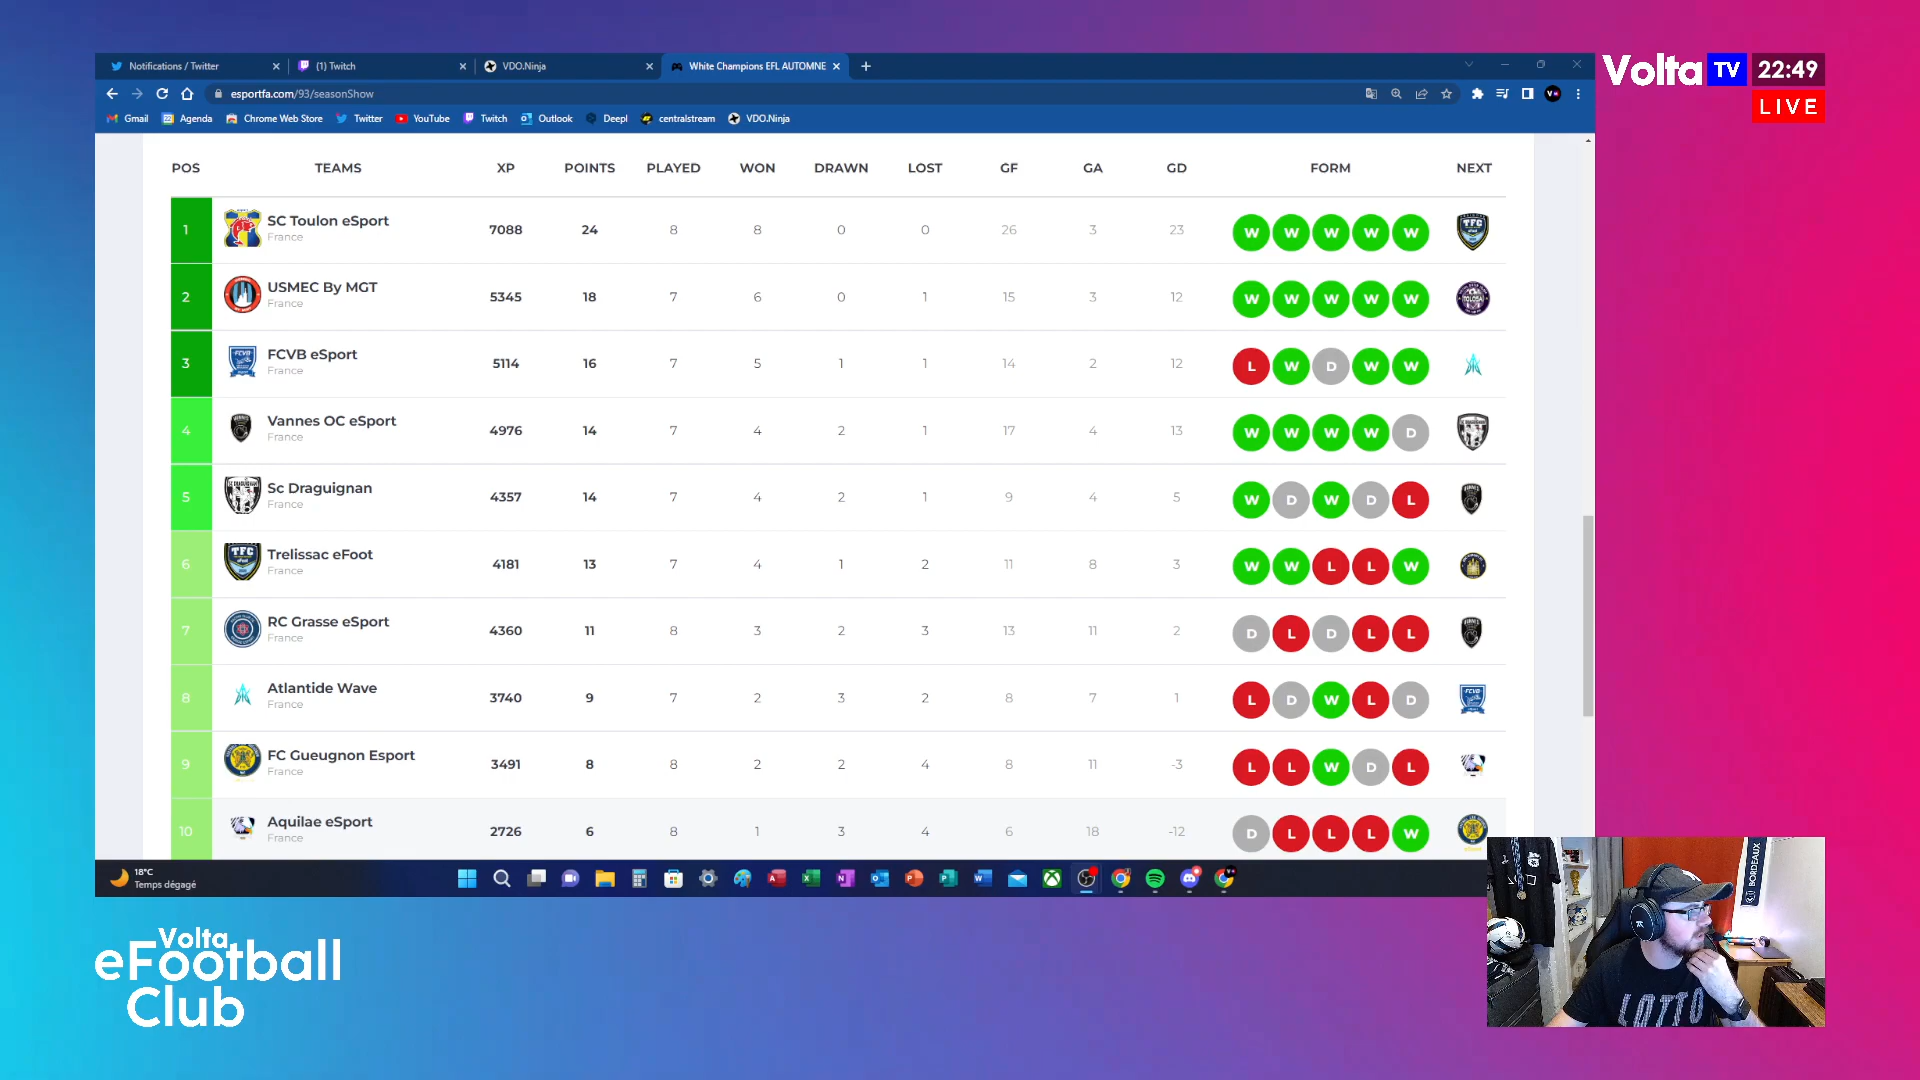 Notifications / Twitter
(1) Twitch
VDO.Ninja
White Champions EFL AUTOMNE
Volta TV 22:49
LIVE
esportfa.com/93/seasonShow
Gmail Agenda Chrome Web Store Twitter YouTube Twitch Outlook Deepl centralstream VDO.Ninja
POS TEAMS XP POINTS PLAYED WON DRAWN LOST GF GA GD FORM NEXT
1 SC Toulon eSport 7088 24 8 8 0 0 26 3 23 W W W W W TFC
France
2 USMEC By MGT 5345 18 7 6 0 1 15 3 12 W W W W W
France
3 FCVB eSport 5114 16 7 5 1 1 14 2 12 L W D W W
France
4 Vannes OC eSport 4976 14 7 4 2 1 17 4 13 W W W W D
France
5 Sc Draguignan 4357 14 7 4 2 1 9 4 5 W D W D L
France
6 Trelissac eFoot 4181 13 7 4 1 2 11 8 3 W W L L W
France
7 RC Grasse eSport 4360 11 8 3 2 3 13 11 2 D L D L L
France
8 Atlantide Wave 3740 9 7 2 3 2 8 7 1 L D W L D
France
9 FC Gueugnon Esport 3491 8 8 2 2 4 8 11 -3 L L W D L
France
10 Aquilae eSport 2726 6 8 1 3 4 6 18 -12 D L L L W
France
18°C
Temps dégagé
Volta
eFootball
Club
BORDEAUX
LOTTO